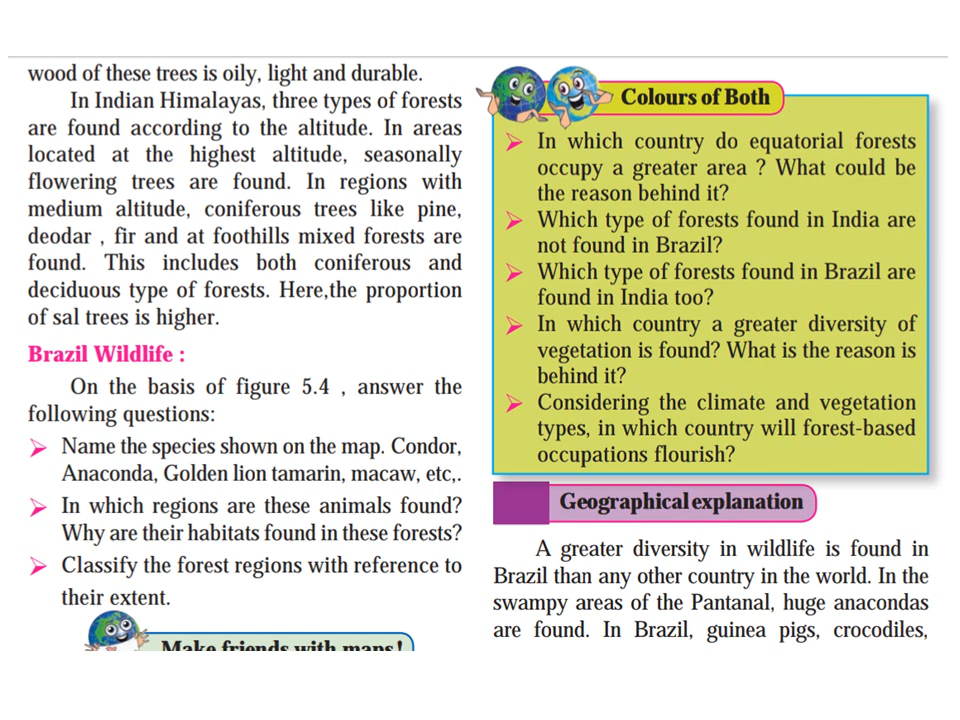 wood of these trees is oily, light and durable.
In Indian Himalayas, three types of forests
are found according to the altitude. In areas
located at the highest altitude, seasonally
flowering trees are found. In regions with
medium altitude, coniferous trees like pine,
deodar , fir and at foothills mixed forests are
found. This includes both coniferous and
deciduous type of forests. Here,the proportion
of sal trees is higher.
Brazil Wildlife :
On the basis of figure 5.4 , answer the
following questions:
➢ Name the species shown on the map. Condor,
Anaconda, Golden lion tamarin, macaw, etc,.
➢ In which regions are these animals found?
Why are their habitats found in these forests?
➢ Classify the forest regions with reference to
their extent.
Make friends with maps!
Colours of Both
➢ In which country do equatorial forests
occupy a greater area ? What could be
the reason behind it?
➢ Which type of forests found in India are
not found in Brazil?
➢ Which type of forests found in Brazil are
found in India too?
➢ In which country a greater diversity of
vegetation is found? What is the reason is
behind it?
➢ Considering the climate and vegetation
types, in which country will forest-based
occupations flourish?
Geographical explanation
A greater diversity in wildlife is found in
Brazil than any other country in the world. In the
swampy areas of the Pantanal, huge anacondas
are found. In Brazil, guinea pigs, crocodiles,